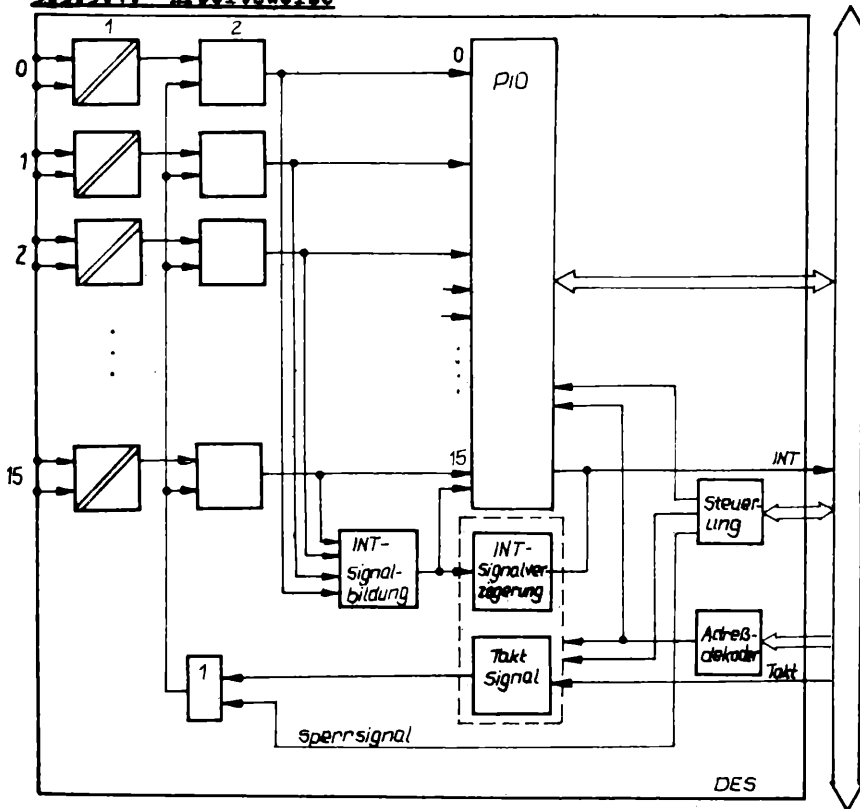 1
2
0
0
PIO
1
2
15
15
INT
Steuer-
ung
INT-
Signal-
bildung
INT-
Signalver-
zögerung
Adreß-
dekoder
Takt
Signal
Takt
1
Sperrsignal
DES